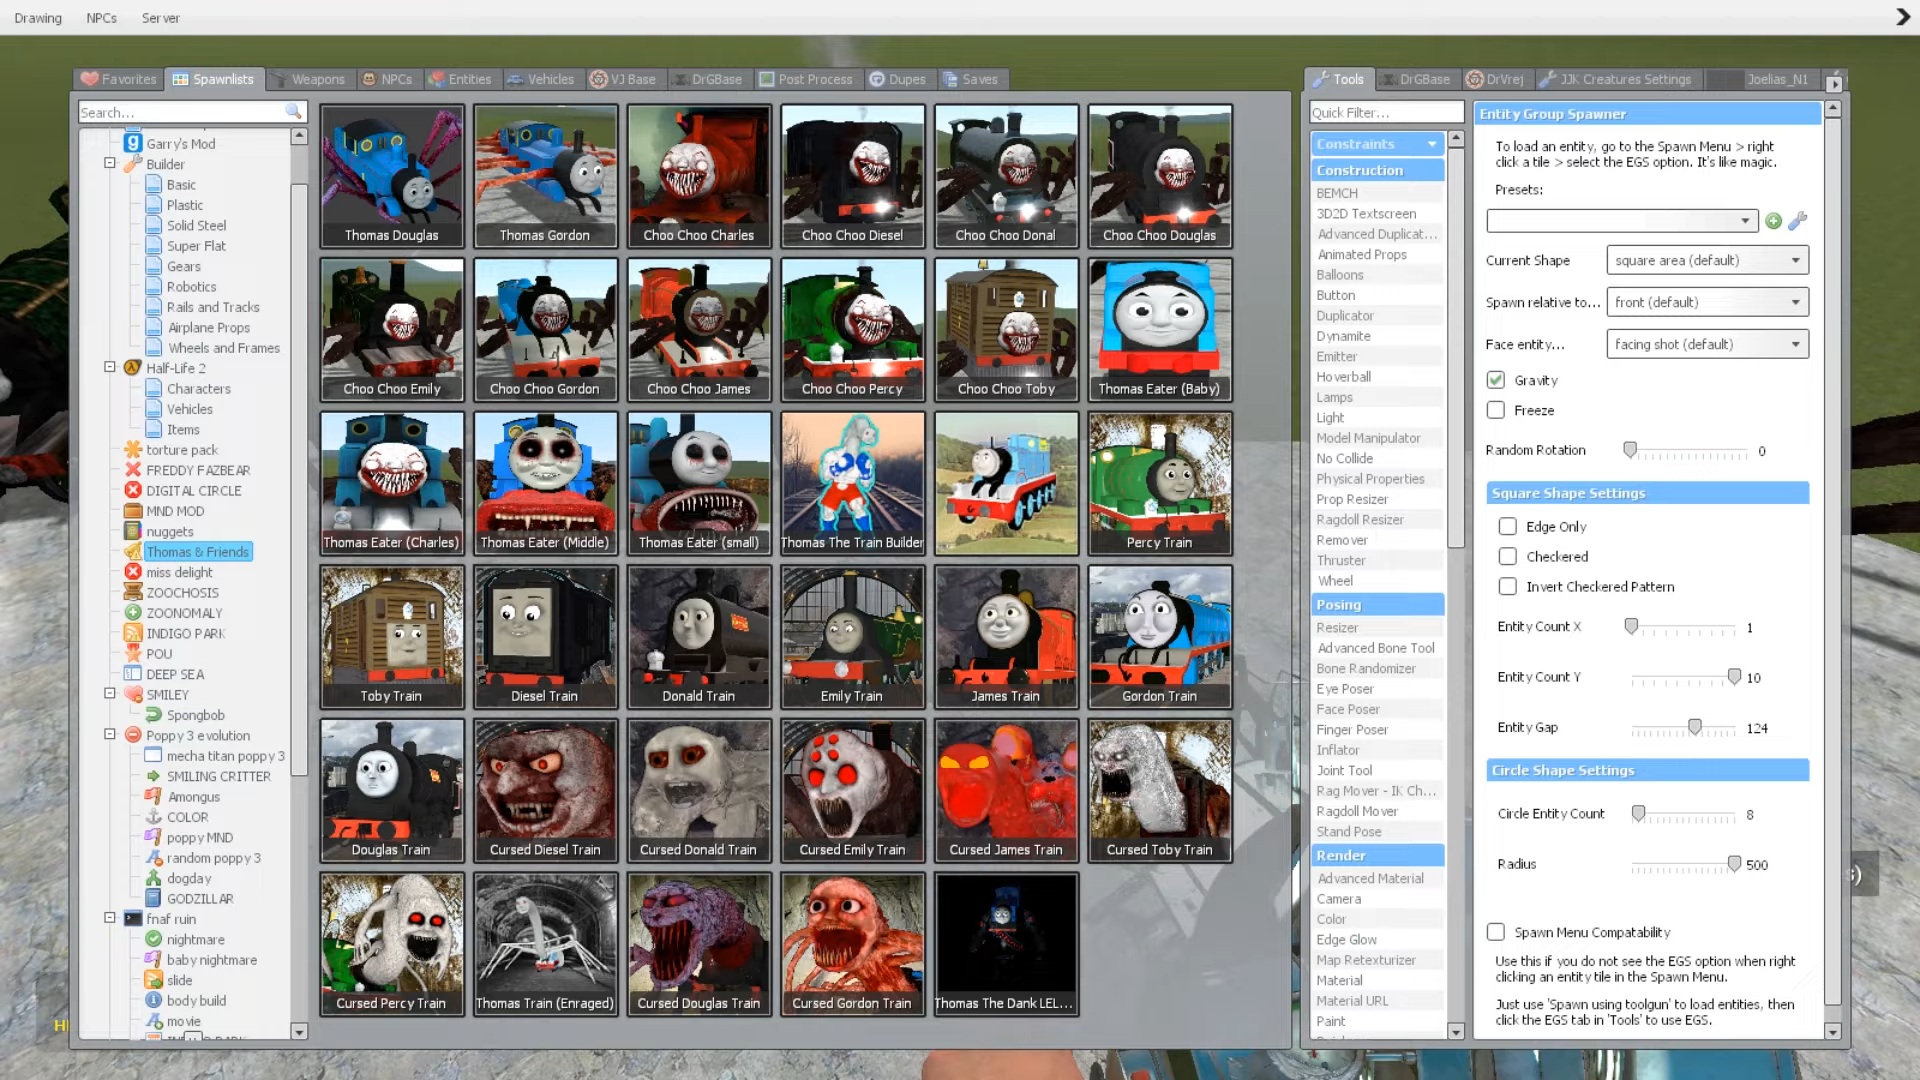 Drawing NPCs Server
Favorites Spawnlists Weapons NPCs Entities Vehicles VJ Base DrGBase Post Process Dupes Saves
Search...
Garry's Mod
Builder
Basic
Plastic
Solid Steel
Super Flat
Gears
Robotics
Rails and Tracks
Airplane Props
Wheels and Frames
Half-Life 2
Characters
Vehicles
Items
torture pack
FREDDY FAZBEAR
DIGITAL CIRCLE
MND MOD
nuggets
Thomas & Friends
miss delight
ZOOCHOSIS
ZOONOMALY
INDIGO PARK
POU
DEEP SEA
SMILEY
Spongbob
Poppy 3 evolution
mecha titan poppy 3
SMILING CRITTER
Amongus
COLOR
poppy MND
random poppy 3
dogday
GODZILLAR
fnaf ruin
nightmare
baby nightmare
slide
body build
movie
Thomas Douglas
Thomas Gordon
Choo Choo Charles
Choo Choo Diesel
Choo Choo Donal
Choo Choo Douglas
Choo Choo Emily
Choo Choo Gordon
Choo Choo James
Choo Choo Percy
Choo Choo Toby
Thomas Eater (Baby)
Thomas Eater (Charles)
Thomas Eater (Middle)
Thomas Eater (small)
Thomas The Train Builder
Percy Train
Toby Train
Diesel Train
Donald Train
Emily Train
James Train
Gordon Train
Douglas Train
Cursed Diesel Train
Cursed Donald Train
Cursed Emily Train
Cursed James Train
Cursed Toby Train
Cursed Percy Train
Thomas Train (Enraged)
Cursed Douglas Train
Cursed Gordon Train
Thomas The Dank LEL...
Tools DrGBase DrVrej JJK Creatures Settings Joelias_N1
Quick Filter...
Constraints
Construction
BEMCH
3D2D Textscreen
Advanced Duplicat...
Animated Props
Balloons
Button
Duplicator
Dynamite
Emitter
Hoverball
Lamps
Light
Model Manipulator
No Collide
Physical Properties
Prop Resizer
Ragdoll Resizer
Remover
Thruster
Wheel
Posing
Resizer
Advanced Bone Tool
Bone Randomizer
Eye Poser
Face Poser
Finger Poser
Inflator
Joint Tool
Rag Mover - IK Ch...
Ragdoll Mover
Stand Pose
Render
Advanced Material
Camera
Color
Edge Glow
Map Retexturizer
Material
Material URL
Paint
Entity Group Spawner
To load an entity, go to the Spawn Menu > right
click a tile > select the EGS option. It's like magic.
Presets:
Current Shape square area (default)
Spawn relative to... front (default)
Face entity... facing shot (default)
Gravity
Freeze
Random Rotation 0
Square Shape Settings
Edge Only
Checkered
Invert Checkered Pattern
Entity Count X 1
Entity Count Y 10
Entity Gap 124
Circle Shape Settings
Circle Entity Count 8
Radius 500
Spawn Menu Compatability
Use this if you do not see the EGS option when right
clicking an entity tile in the Spawn Menu.
Just use 'Spawn using toolgun' to load entities, then
click the EGS tab in 'Tools' to use EGS.